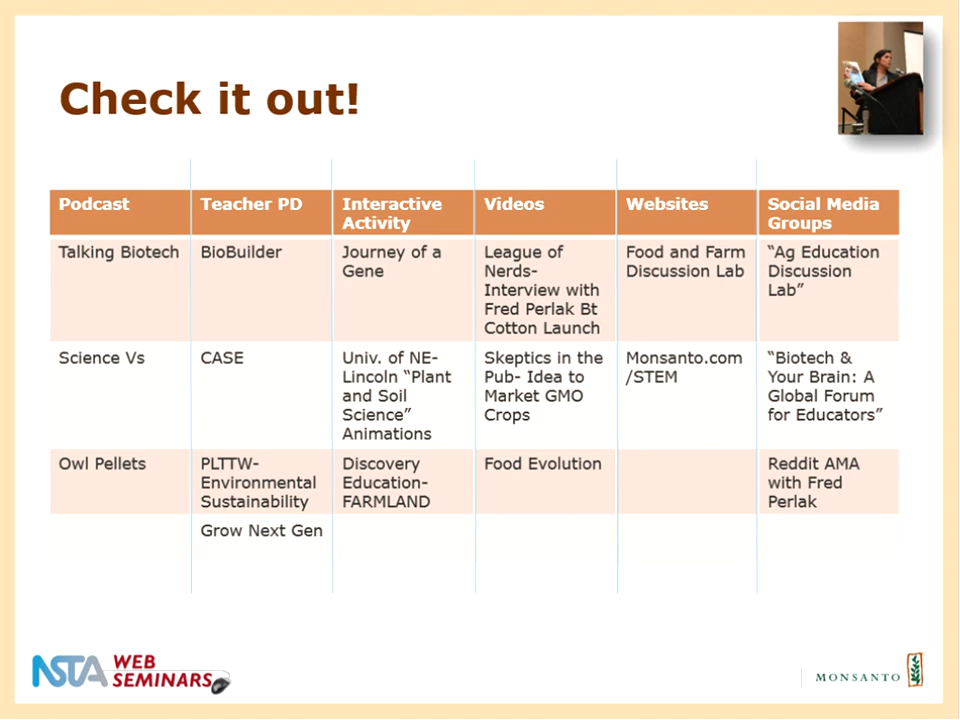 Check it out!
Podcast
Teacher PD
Interactive
Activity
Videos
Websites
Social Media
Groups
Talking Biotech
BioBuilder
Journey of a
Gene
League of
Nerds-
Interview with
Fred Perlak Bt
Cotton Launch
Food and Farm
Discussion Lab
“Ag Education
Discussion
Lab”
Science Vs
CASE
Univ. of NE-
Lincoln “Plant
and Soil
Science”
Animations
Skeptics in the
Pub- Idea to
Market GMO
Crops
Monsanto.com
/STEM
“Biotech &
Your Brain: A
Global Forum
for Educators”
Owl Pellets
PLTTW-
Environmental
Sustainability
Discovery
Education-
FARMLAND
Food Evolution
Reddit AMA
with Fred
Perlak
Grow Next Gen
NSTA WEB
SEMINARS
MONSANTO